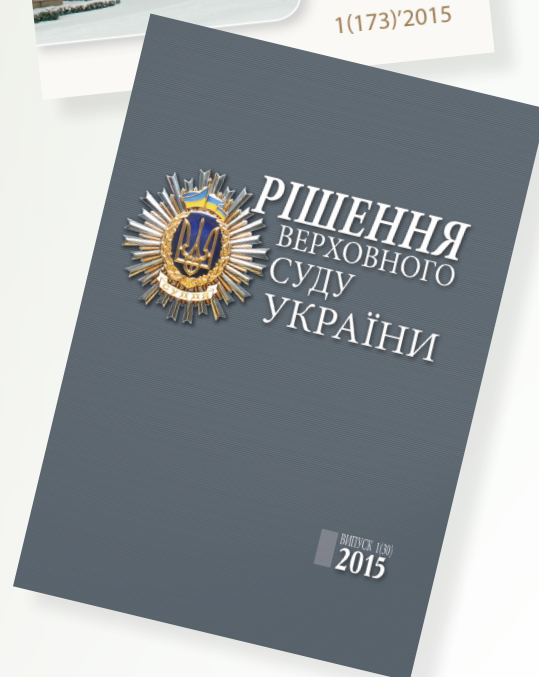 1(173)'2015
РІШЕННЯ
ВЕРХОВНОГО
СУДУ
УКРАЇНИ
ВИПУСК 1(30)
2015